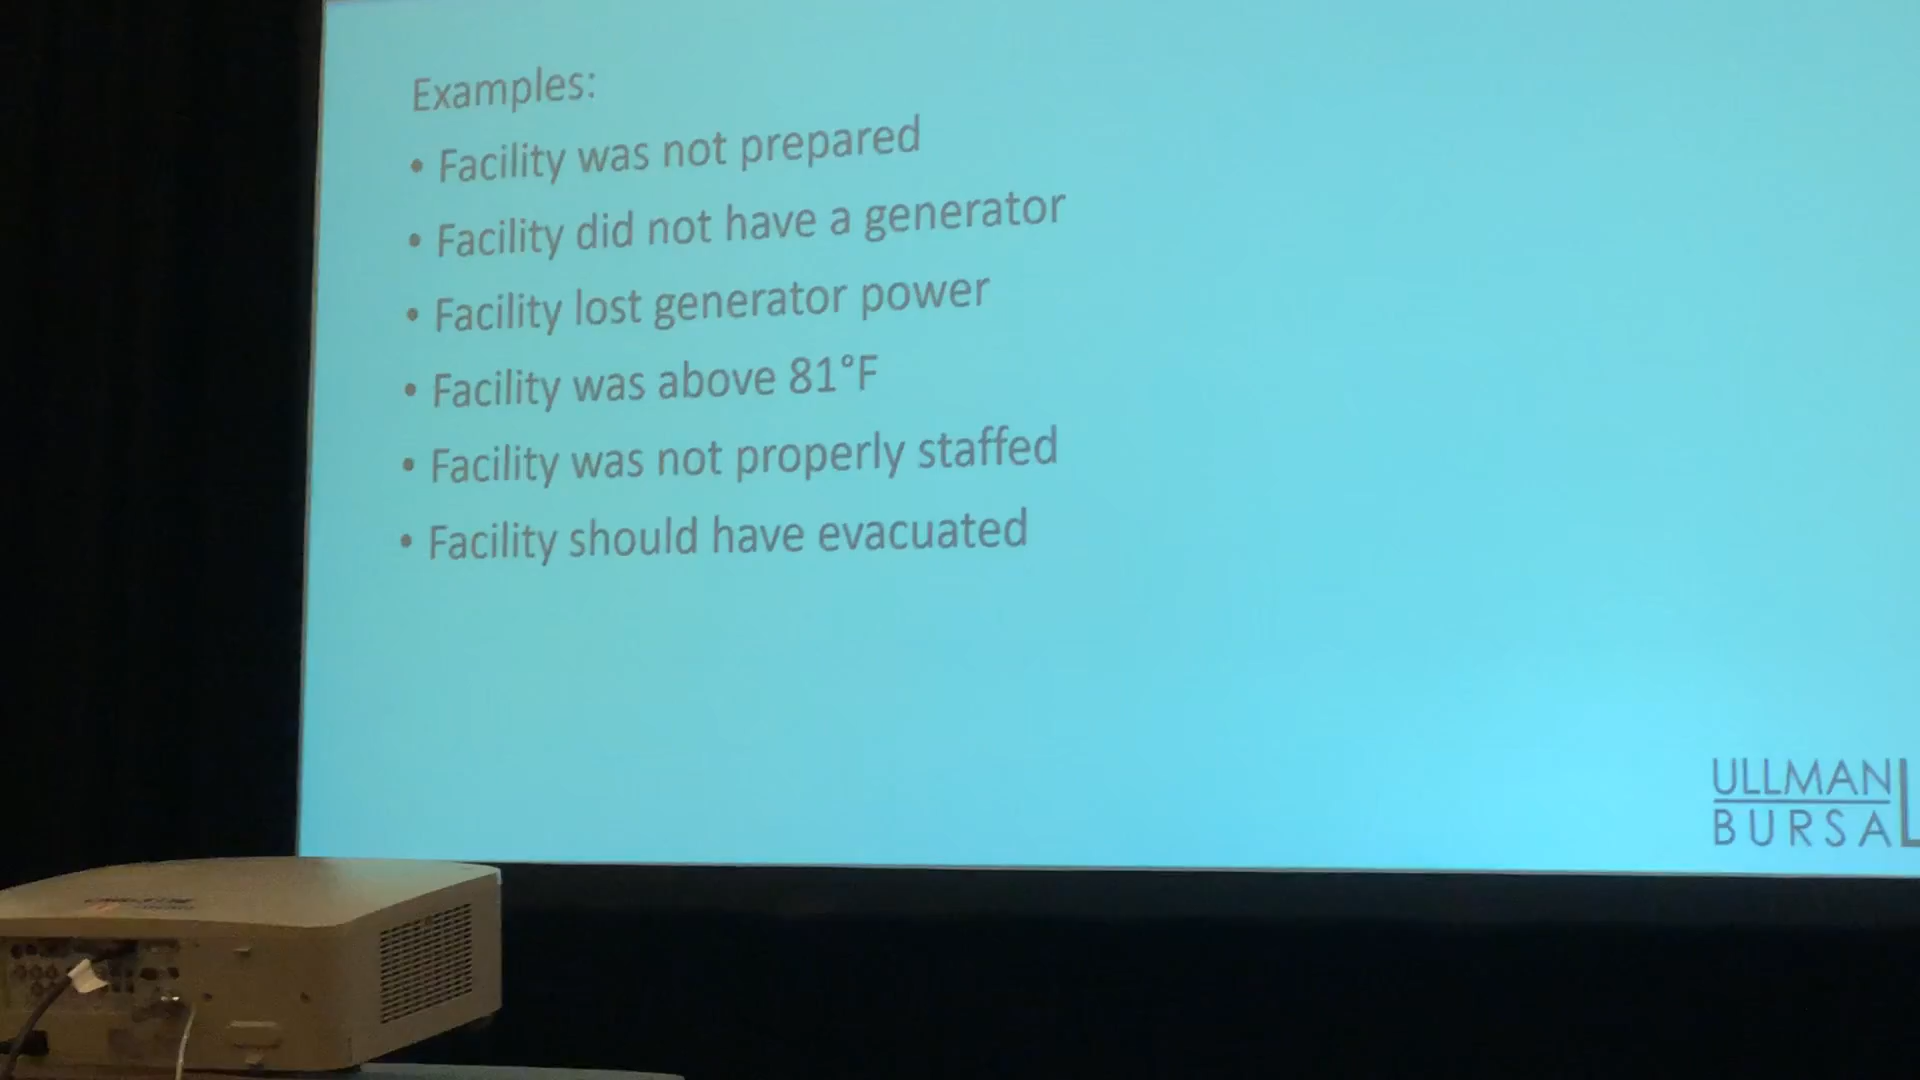 Examples:
• Facility was not prepared
• Facility did not have a generator
• Facility lost generator power
• Facility was above 81°F
• Facility was not properly staffed
• Facility should have evacuated
ULLMAN
BURSA